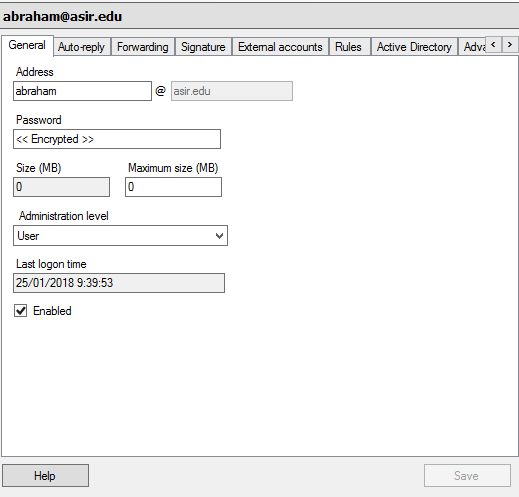 abraham@asir.edu
General Auto-reply Forwarding Signature External accounts Rules Active Directory Adva
Address
abraham @ asir.edu
Password
<< Encrypted >>
Size (MB) Maximum size (MB)
0 0
Administration level
User
Last logon time
25/01/2018 9:39:53
Enabled
Help Save